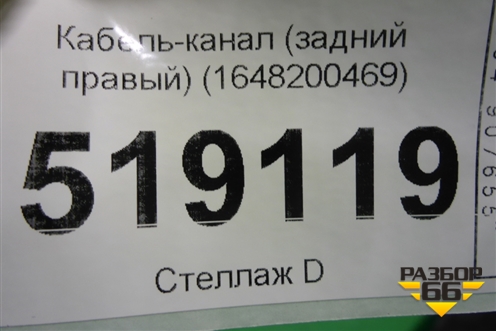 Кабель-канал (задний
правый) (1648200469)
519119
Стеллаж D
РАЗБОР
66